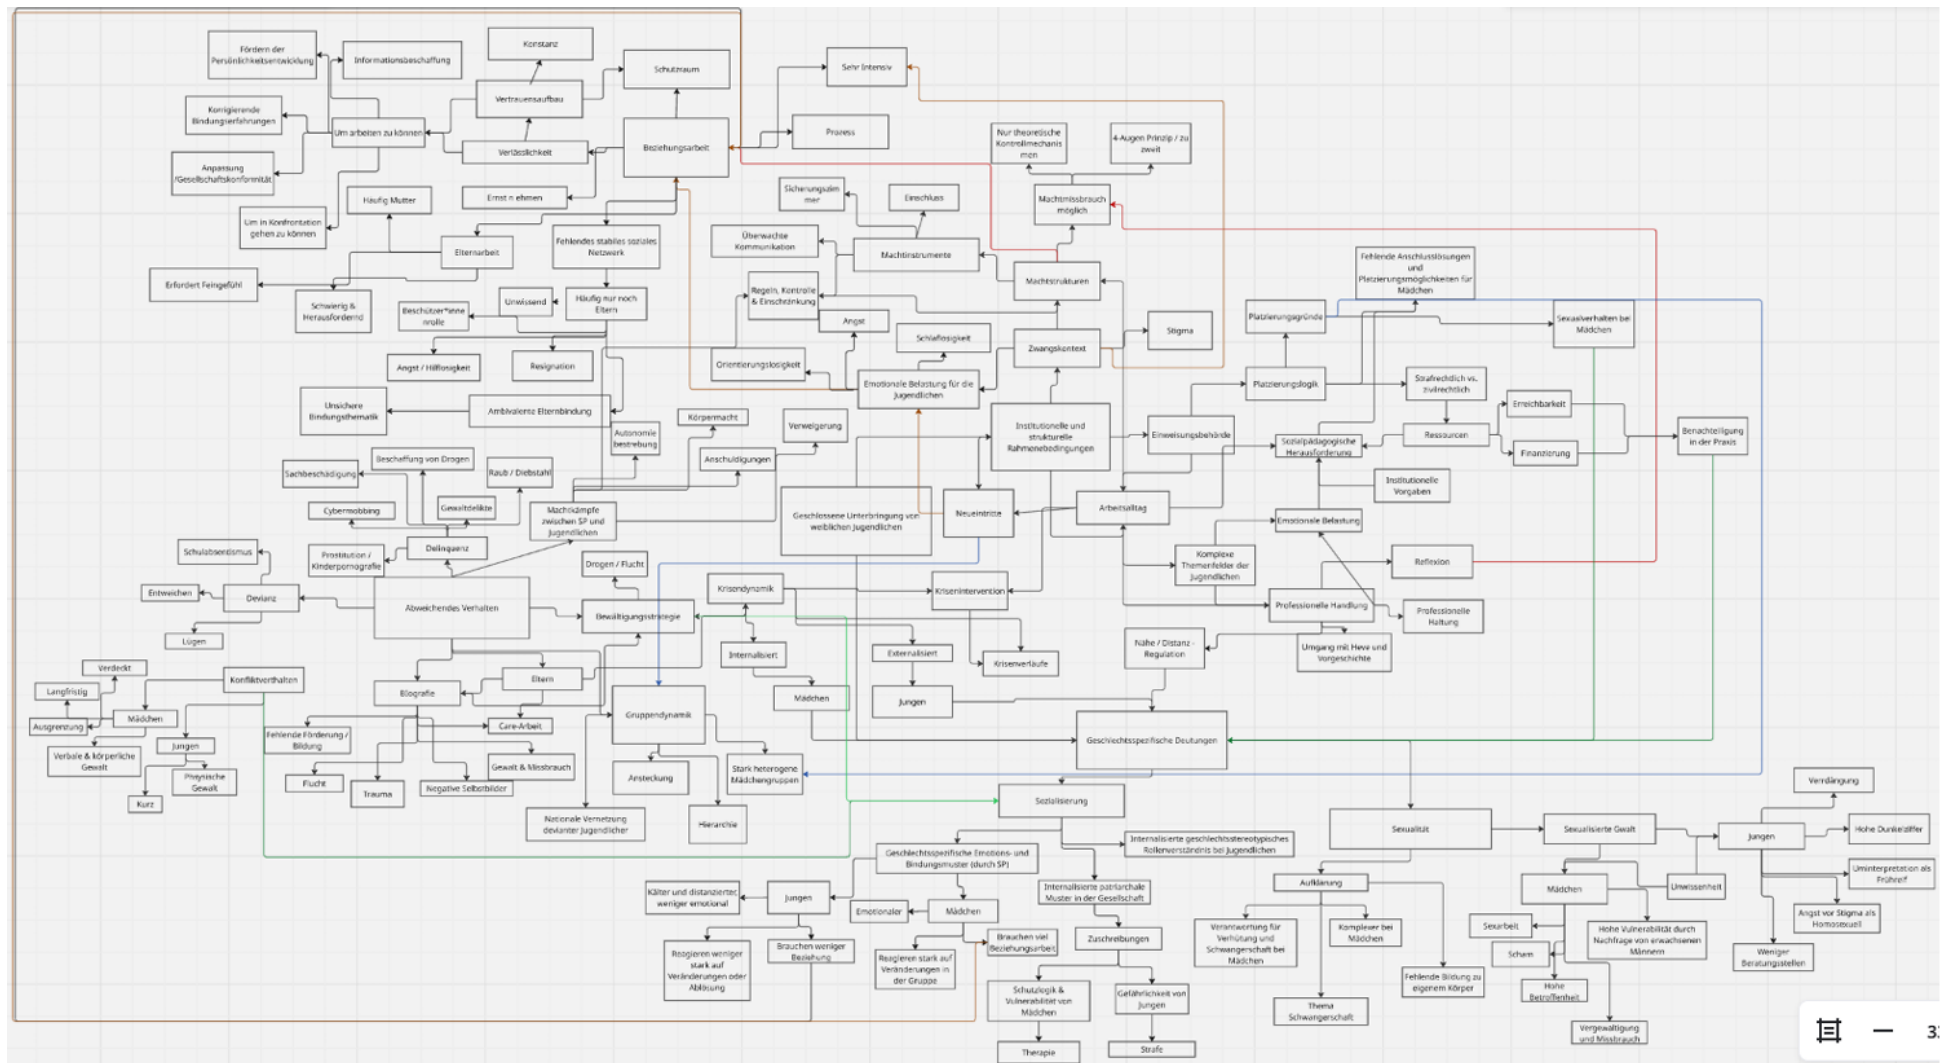 Fördern der
Persönlichkeitsentwicklung
Informationsbeschaffung
Konstanz
Schutzraum
Sehr Intensiv
Vertrauensaufbau
Korrigierende
Bindungserfahrungen
Um arbeiten zu können
Verlässlichkeit
Beziehungsarbeit
Prozess
Nur theoretische
Kontrollmechanis
men
4-Augen Prinzip / zu
zweit
Anpassung
/Gesellschaftskonformität
Häufig Mutter
Ernst n ehmen
Sicherungszim
mer
Einschluss
Machtmissbrauch
möglich
Um in Konfrontation
gehen zu können
Elternarbeit
Fehlendes stabiles soziales
Netzwerk
Überwachte
Kommunikation
Machtinstrumente
Machtstrukturen
Fehlende Anschlusslösungen
und
Platzierungsmöglichkeiten für
Mädchen
Erfordert Feingefühl
Schwierig &
Herausfordernd
Beschützer*inne
nrolle
Unwissend
Häufig nur noch
Eltern
Regeln, Kontrolle
& Einschränkung
Angst
Platzierungsgründe
Sexualverhalten bei
Mädchen
Stigma
Schlaflosigkeit
Zwangskontext
Angst / Hilflosigkeit
Resignation
Orientierungslosigkeit
Emotionale Belastung für die
Jugendlichen
Platzierungslogik
Strafrechtlich vs.
zivilrechtlich
Unsichere
Bindungsthematik
Ambivalente Elternbindung
Autonomie
bestrebung
Körpermacht
Verweigerung
Institutionelle und
strukturelle
Rahmenebedingungen
Einweisungsbehörde
Sozialpädagogische
Herausforderung
Ressourcen
Erreichbarkeit
Finanzierung
Benachteiligung
in der Praxis
Beschaffung von Drogen
Sachbeschädigung
Raub / Diebstahl
Anschuldigungen
Institutionelle
Vorgaben
Cybermobbing
Gewaltdelikte
Machtkämpfe
zwischen SP und
Jugendlichen
Geschlossene Unterbringung von
weiblichen Jugendlichen
Neueintritte
Arbeitsalltag
Emotionale Belastung
Schulabsentismus
Prostitution /
Kinderpornografie
Delinquenz
Drogen / Flucht
Komplexe
Themenfelder der
Jugendlichen
Reflexion
Entweichen
Devianz
Abweichendes Verhalten
Bewältigungsstrategie
Krisendynamik
Krisenintervention
Professionelle Handlung
Professionelle
Haltung
Lügen
Internalisiert
Externalisiert
Krisenverläufe
Nähe / Distanz -
Regulation
Umgang mit Heve und
Vorgeschichte
Verdeckt
Konfliktverhalten
Langfristig
Biografie
Eltern
Mädchen
Jungen
Ausgrenzung
Mädchen
Care-Arbeit
Gruppendynamik
Geschlechtsspezifische Deutungen
Verbale & körperliche
Gewalt
Jungen
Fehlende Förderung /
Bildung
Gewalt & Missbrauch
Physische
Gewalt
Kurz
Flucht
Trauma
Negative Selbstbilder
Ansteckung
Stark heterogene
Mädchengruppen
Nationale Vernetzung
devianter Jugendlicher
Hierarchie
Sozialisierung
Sexualität
Sexualisierte Gwalt
Jungen
Verrdängung
Hohe Dunkelziffer
Internalisierte geschlechtsstereotypisches
Rollenverständnis bei Jugendlichen
Geschlechtsspezifische Emotions- und
Bindungsmuster (durch SP)
Uminterpretation als
Frühreif
Kälter und distanzierter,
weniger emotional
Jungen
Emotionaler
Mädchen
Internalisierte patriarchale
Muster in der Gesellschaft
Aufklärung
Mädchen
Unwissenheit
Angst vor Stigma als
Homosexuell
Reagieren weniger
stark auf
Veränderungen oder
Ablösung
Brauchen weniger
Beziehung
Reagieren stark auf
Veränderungen in
der Gruppe
Brauchen viel
Beziehungsarbeit
Zuschreibungen
Verantwortung für
Verhütung und
Schwangerschaft bei
Mädchen
Komplexer bei
Mädchen
Sexarbeit
Scham
Hohe Vulnerabilität durch
Nachfrage von erwachsenen
Männern
Weniger
Beratungsstellen
Schutzlogik &
Vulnerabilität von
Mädchen
Gefährlichkeit von
Jungen
Fehlende Bildung zu
eigenem Körper
Hohe
Betroffenheit
Thema
Schwangerschaft
Vergewaltigung
und Missbrauch
Therapie
Strafe